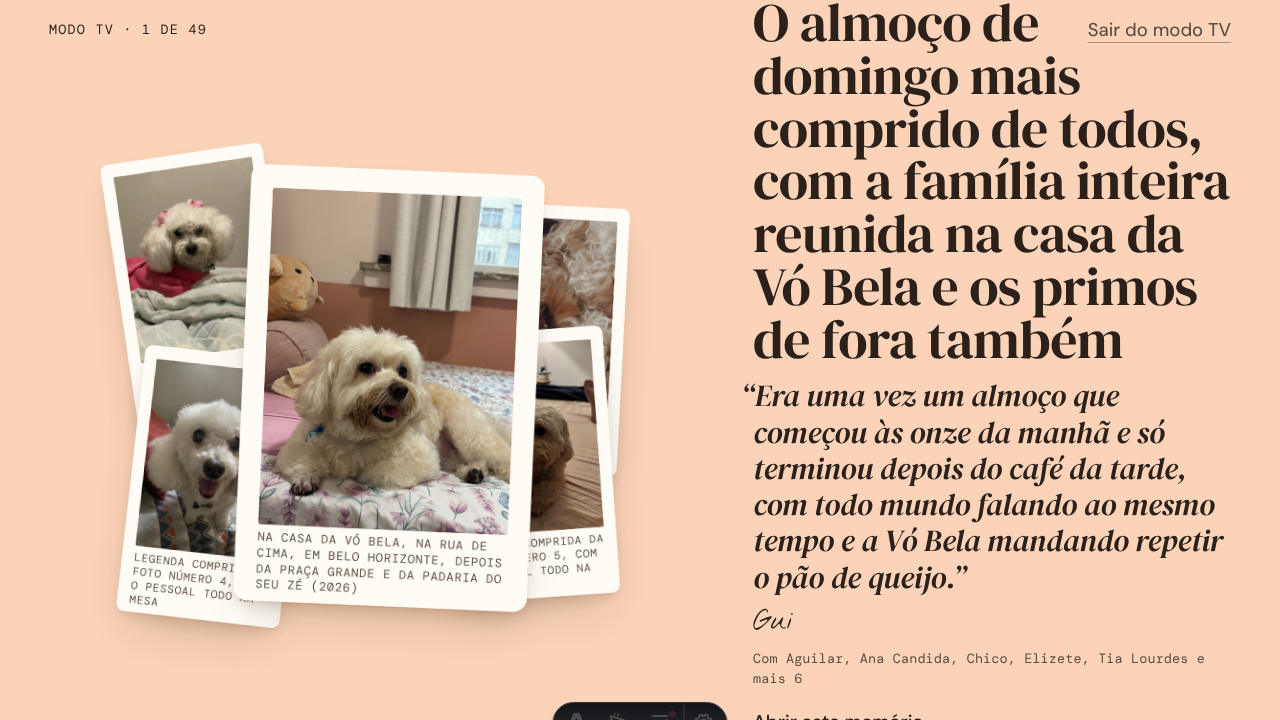 MODO TV · 1 DE 49
Sair do modo TV
O almoço de
domingo mais
comprido de todos,
com a família inteira
reunida na casa da
Vó Bela e os primos
de fora também
“Era uma vez um almoço que
começou às onze da manhã e só
terminou depois do café da tarde,
com todo mundo falando ao mesmo
tempo e a Vó Bela mandando repetir
o pão de queijo.”
Gui
Com Aguilar, Ana Candida, Chico, Elizete, Tia Lourdes e
mais 6
Abrir esta memória
NA CASA DA VÓ BELA, NA RUA DE
CIMA, EM BELO HORIZONTE, DEPOIS
DA PRAÇA GRANDE E DA PADARIA DO
SEU ZÉ (2026)
LEGENDA
FOTO NÚMERO 4,
O PESSOAL TODO
MESA
DA
5, COM
TODO NA